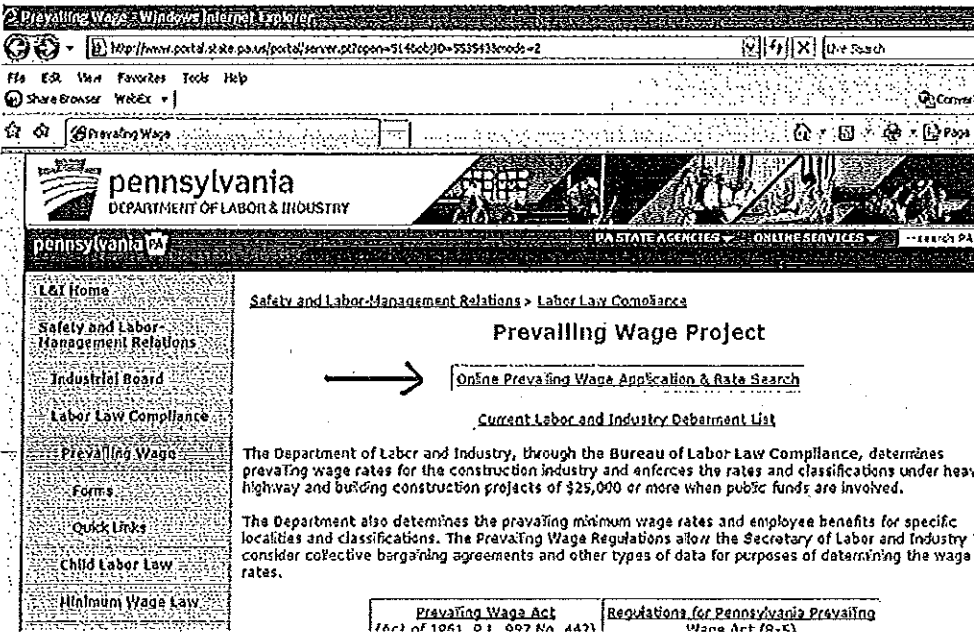 Prevailing Wage - Windows Internet Explorer
File Edit View Favorites Tools Help
Share Browser WebEx
Prevailing Wage
Page
pennsylvania
DEPARTMENT OF LABOR & INDUSTRY
pennsylvania PA
PA STATE AGENCIES ONLINE SERVICES
L&I Home
Safety and Labor-
Management Relations
Industrial Board
Labor Law Compliance
Prevailing Wage
Forms
Quick Links
Child Labor Law
Minimum Wage Law
Safety and Labor-Management Relations > Labor Law Compliance
Prevailing Wage Project
Online Prevailing Wage Application & Rate Search
Current Labor and Industry Debarment List
The Department of Labor and Industry, through the Bureau of Labor Law Compliance, determines
prevailing wage rates for the construction industry and enforces the rates and classifications under heav
highway and building construction projects of $25,000 or more when public funds are involved.
The Department also determines the prevailing minimum wage rates and employee benefits for specific
localities and classifications. The Prevailing Wage Regulations allow the Secretary of Labor and Industry
consider collective bargaining agreements and other types of data for purposes of determining the wage
rates.
Prevailing Wage Act
(Act of 1961, P.L. 987 No. 442)
Regulations for Pennsylvania Prevailing
Wage Act